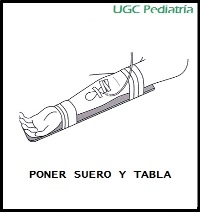 UGC Pediatría
PONER SUERO Y TABLA